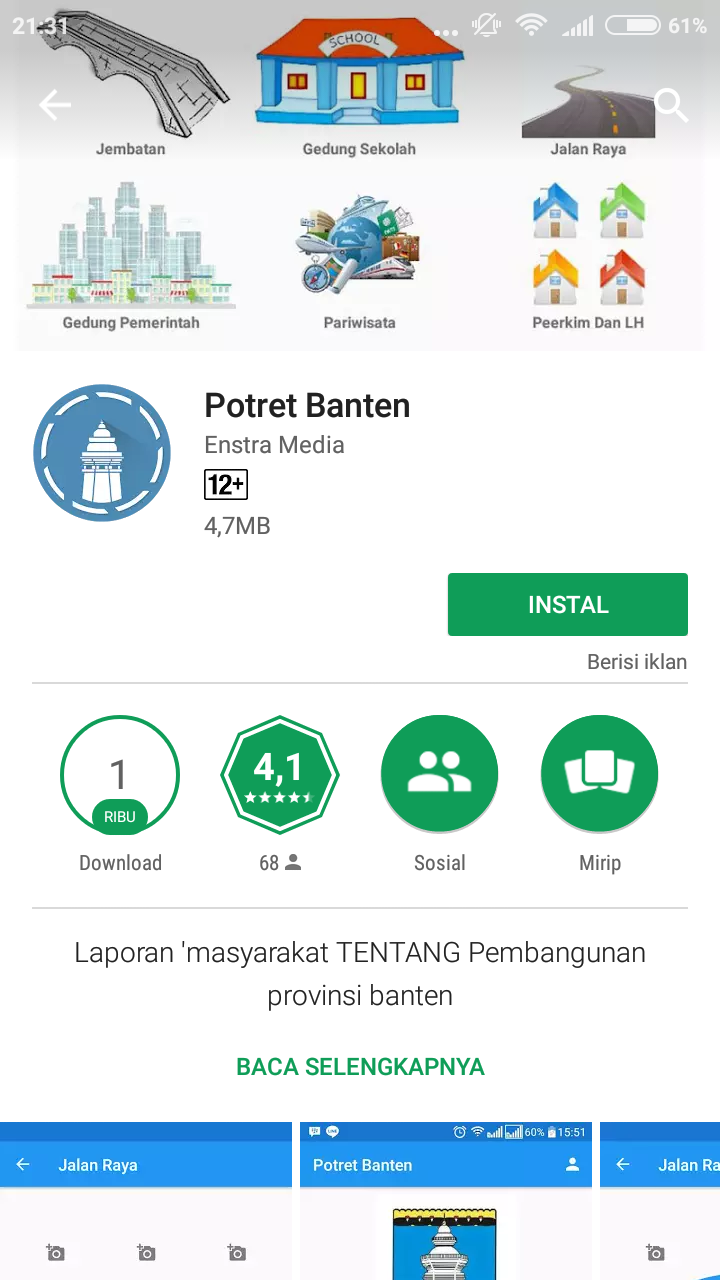 21:31
61%
SCHOOL
Jembatan
Gedung Sekolah
Jalan Raya
Gedung Pemerintah
Pariwisata
Peerkim Dan LH
Potret Banten
Enstra Media
12+
4,7MB
INSTAL
Berisi iklan
1
RIBU
4,1
Download
68
Sosial
Mirip
Laporan 'masyarakat TENTANG Pembangunan
provinsi banten
BACA SELENGKAPNYA
60% 15:51
Jalan Raya
Potret Banten
Jalan Ra